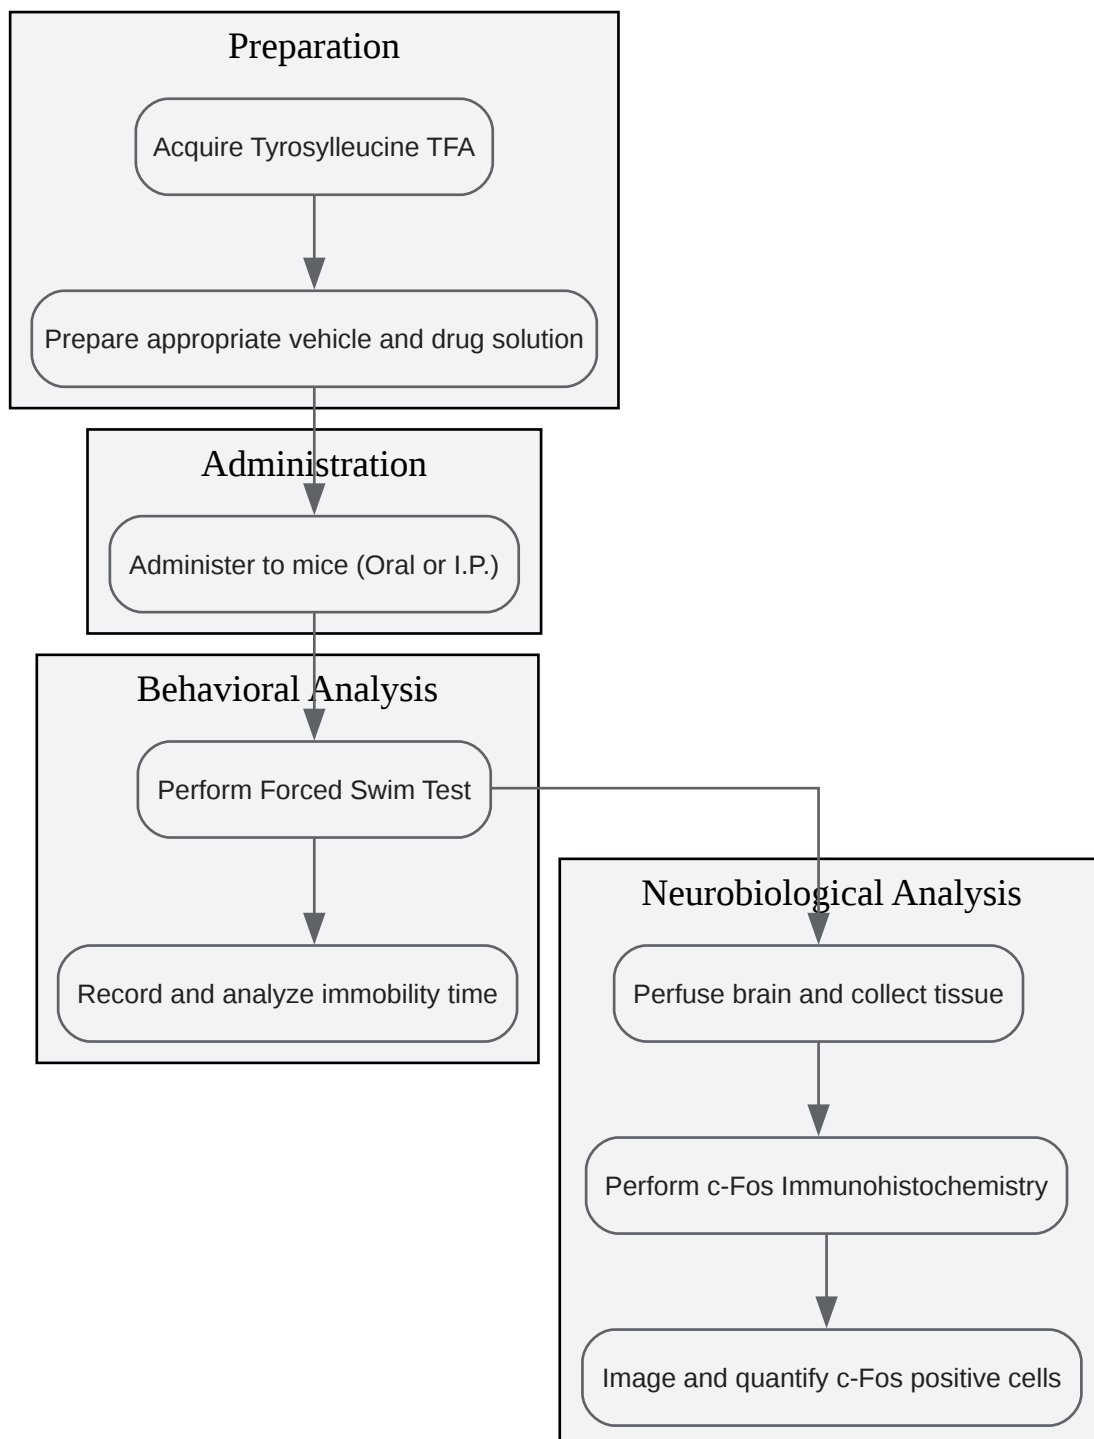 Preparation
Acquire Tyrosylleucine TFA
Prepare appropriate vehicle and drug solution
Administration
Administer to mice (Oral or I.P.)
Behavioral Analysis
Perform Forced Swim Test
Record and analyze immobility time
Neurobiological Analysis
Perfuse brain and collect tissue
Perform c-Fos Immunohistochemistry
Image and quantify c-Fos positive cells